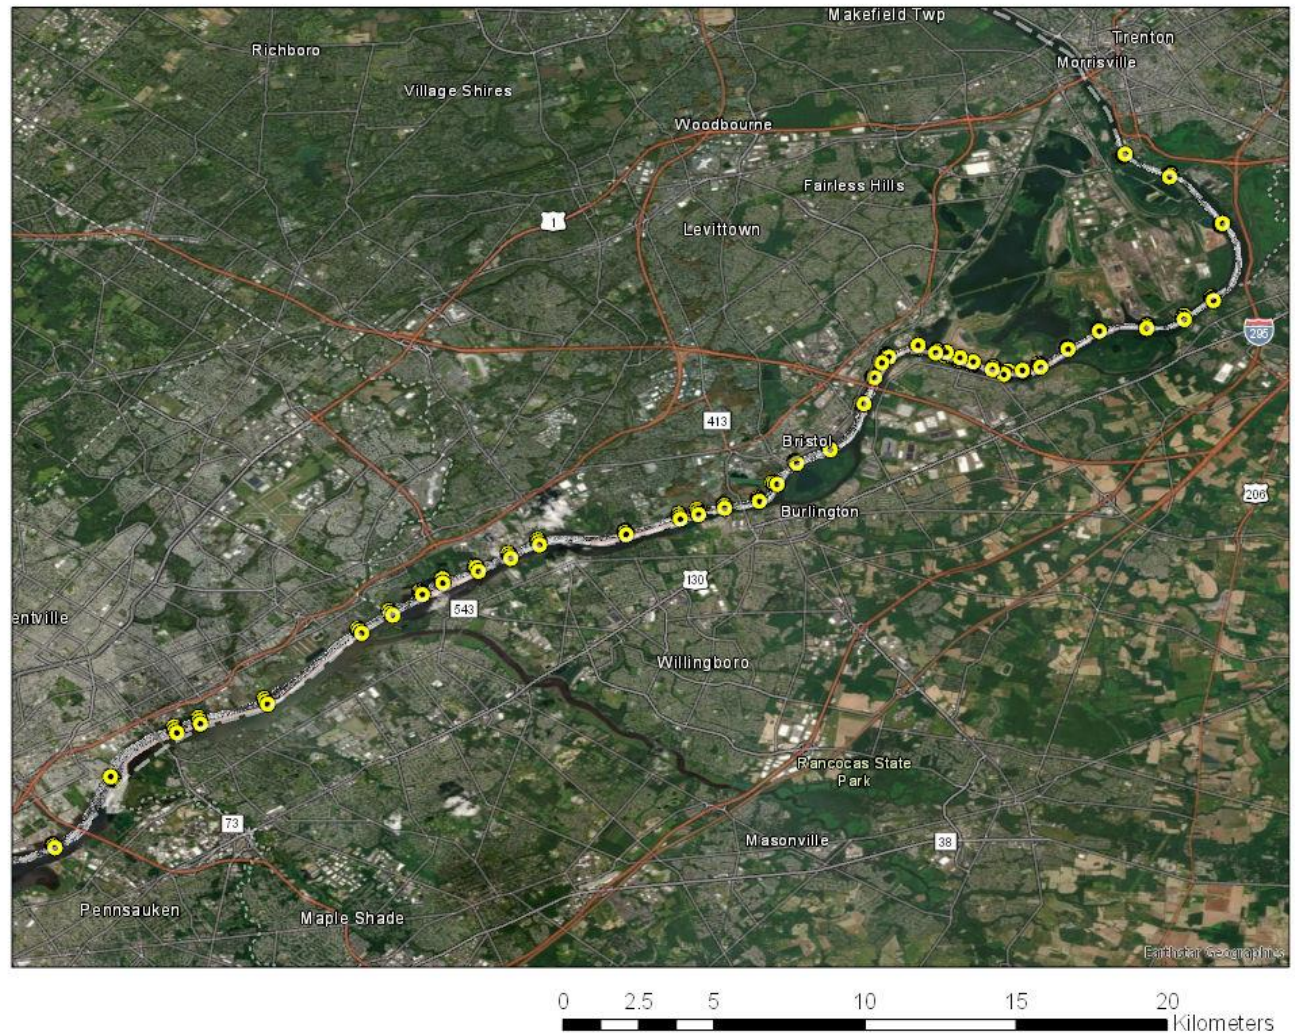 Makefield Twp
Trenton
Richboro
Morrisville
Village Shires
Woodbourne
Fairless Hills
1
Levittown
295
413
Bristol
206
Burlington
130
543
entville
Willingboro
Rancocas State
Park
73
Masonville
38
Pennsauken
Maple Shade
Earthstar Geographics
0 2.5 5 10 15 20
Kilometers